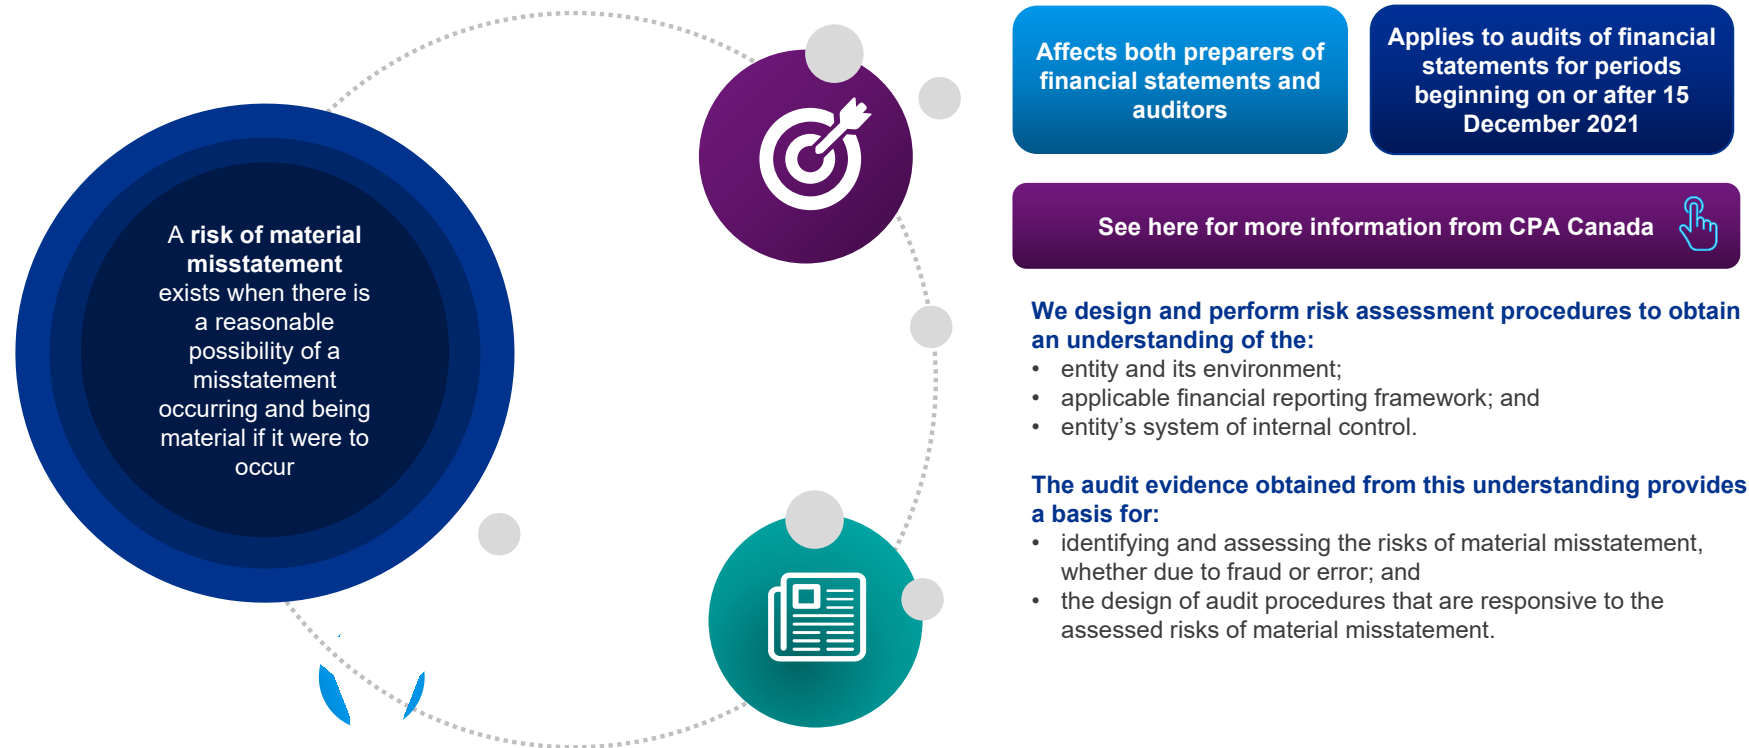 A risk of material
misstatement
exists when there is
a reasonable
possibility of a
misstatement
occurring and being
material if it were to
occur
Affects both preparers of
financial statements and
auditors
Applies to audits of financial
statements for periods
beginning on or after 15
December 2021
See here for more information from CPA Canada
We design and perform risk assessment procedures to obtain
an understanding of the:
• entity and its environment;
• applicable financial reporting framework; and
• entity’s system of internal control.
The audit evidence obtained from this understanding provides
a basis for:
• identifying and assessing the risks of material misstatement,
whether due to fraud or error; and
• the design of audit procedures that are responsive to the
assessed risks of material misstatement.